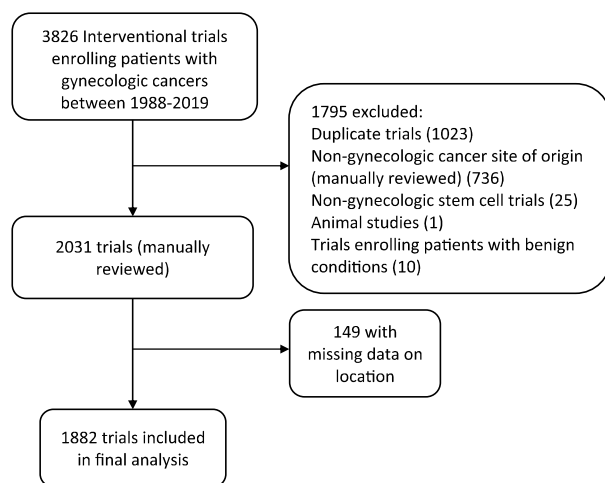 3826 Interventional trials
enrolling patients with
gynecologic cancers
between 1988-2019
1795 excluded:
Duplicate trials (1023)
Non-gynecologic cancer site of origin
(manually reviewed) (736)
Non-gynecologic stem cell trials (25)
Animal studies (1)
Trials enrolling patients with benign
conditions (10)
2031 trials (manually
reviewed)
149 with
missing data on
location
1882 trials included
in final analysis